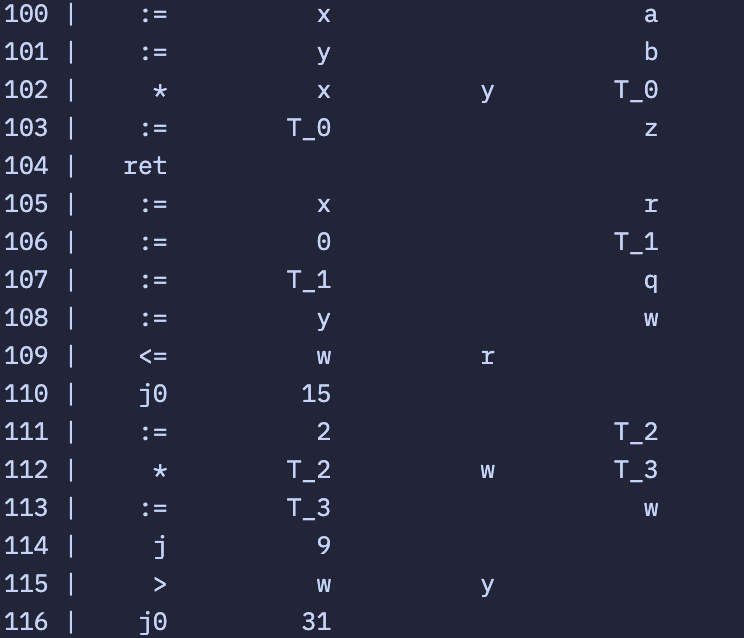 100 |    :=          x                    a
101 |    :=          y                    b
102 |     *          x          y       T_0
103 |    :=        T_0                    z
104 |   ret
105 |    :=          x                    r
106 |    :=          0                  T_1
107 |    :=        T_1                    q
108 |    :=          y                    w
109 |    <=          w          r
110 |    j0         15
111 |    :=          2                  T_2
112 |     *        T_2          w       T_3
113 |    :=        T_3                    w
114 |     j          9
115 |     >          w          y
116 |    j0         31